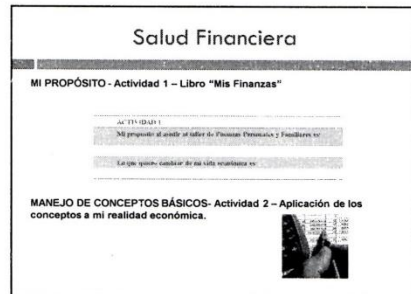 Salud Financiera
MI PROPÓSITO - Actividad 1 – Libro "Mis Finanzas"
ACTIVIDAD 1
Mi propósito al asistir al taller de Finanzas Personales y Familiares es:
Lo que quiero cambiar de mi vida económica es:
MANEJO DE CONCEPTOS BÁSICOS- Actividad 2 – Aplicación de los
conceptos a mi realidad económica.